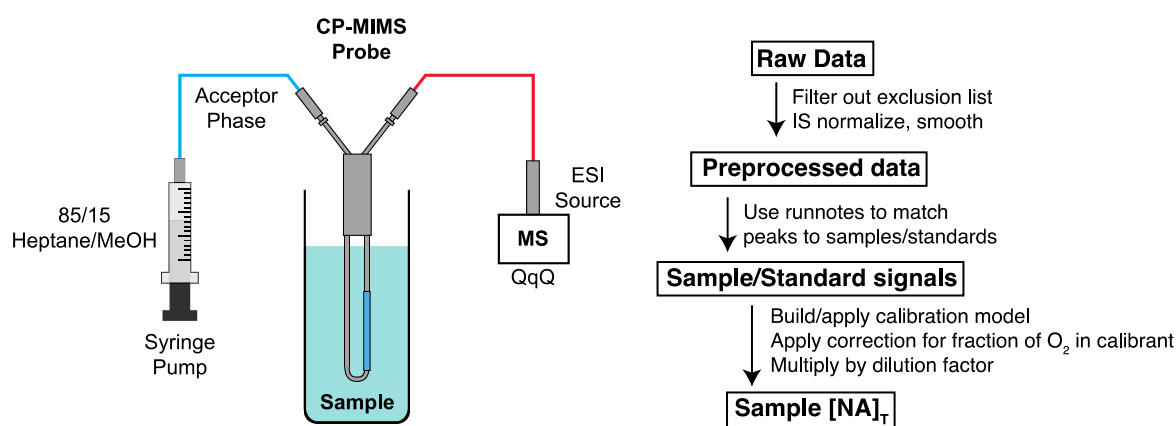 CP-MIMS
Probe
Acceptor
Phase
85/15
Heptane/MeOH
Syringe
Pump
Sample
ESI
Source
MS
QqQ
Raw Data
Filter out exclusion list
IS normalize, smooth
Preprocessed data
Use runnotes to match
peaks to samples/standards
Sample/Standard signals
Build/apply calibration model
Apply correction for fraction of O₂ in calibrant
Multiply by dilution factor
Sample [NA]T